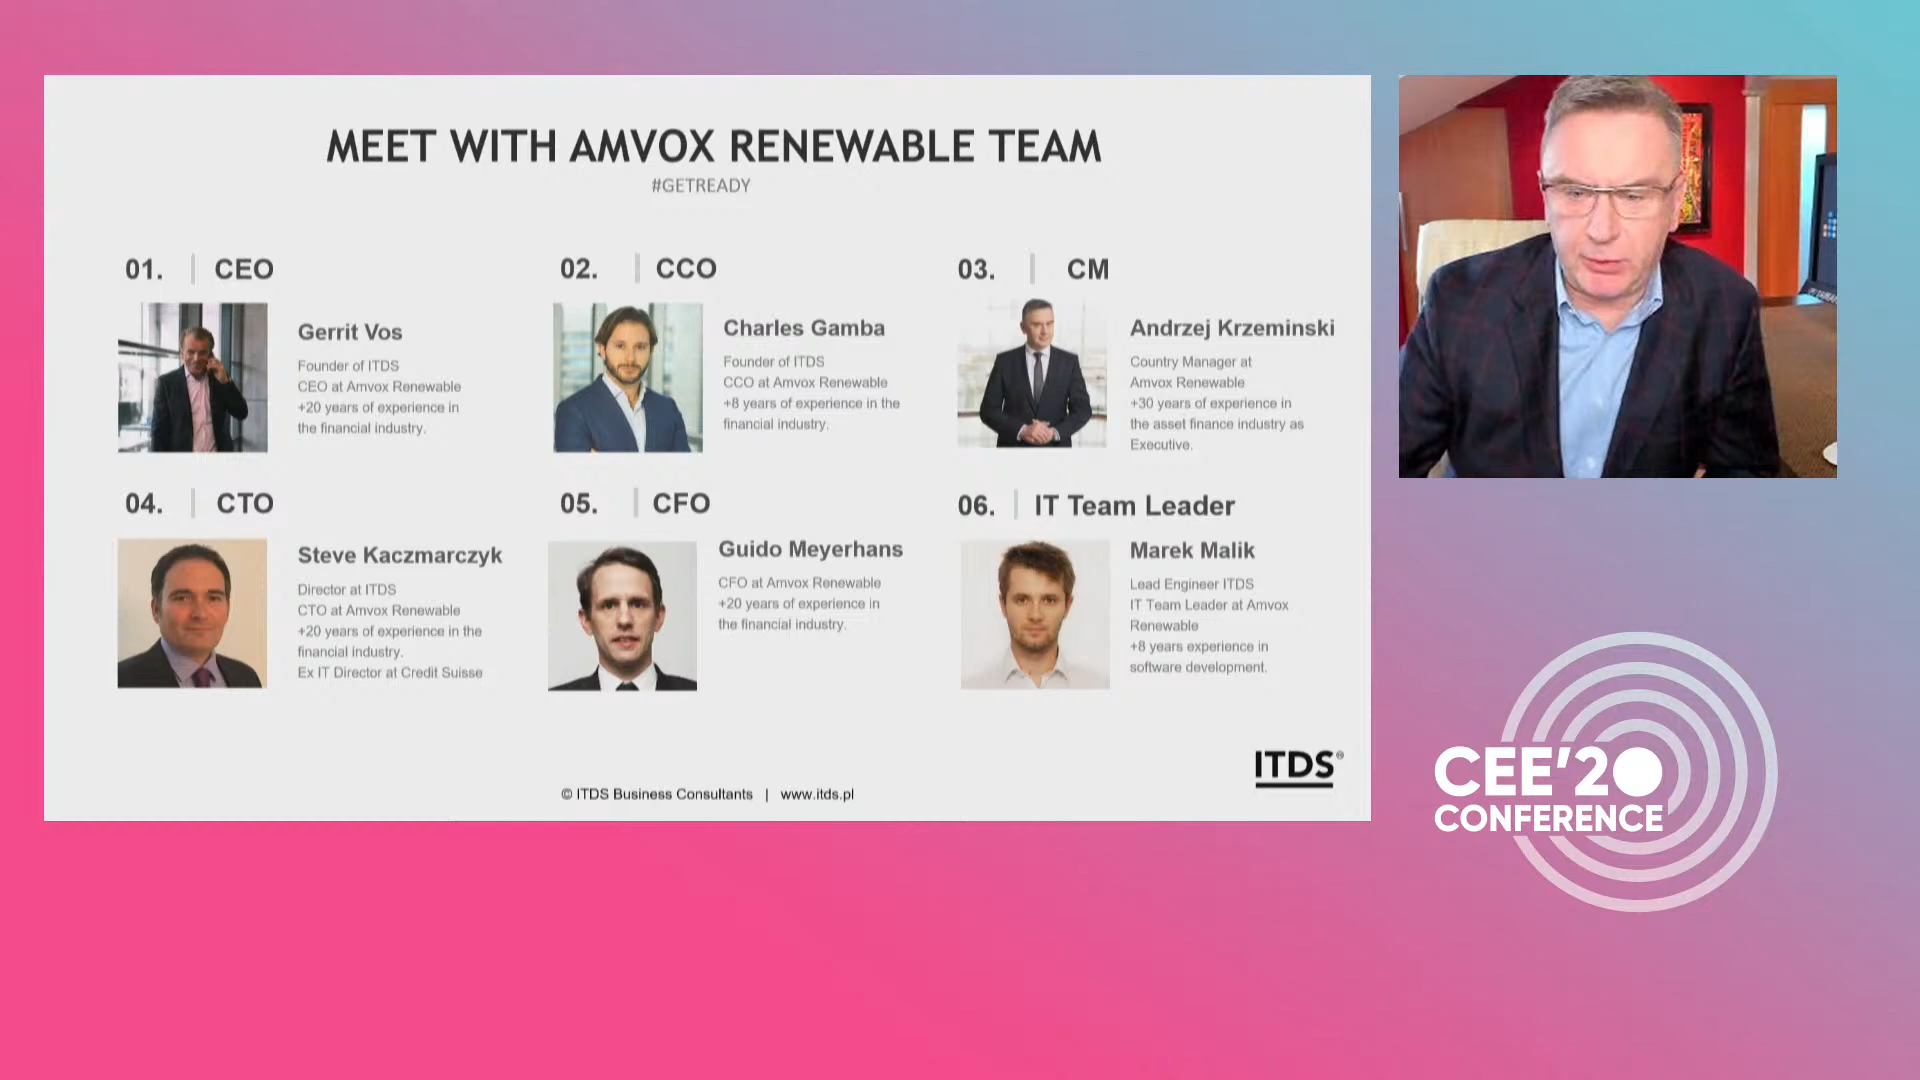 MEET WITH AMVOX RENEWABLE TEAM
#GETREADY
01. | CEO
Gerrit Vos
Founder of ITDS
CEO at Amvox Renewable
+20 years of experience in
the financial industry.
02. | CCO
Charles Gamba
Founder of ITDS
CCO at Amvox Renewable
+8 years of experience in the
financial industry.
03. | CM
Andrzej Krzeminski
Country Manager at
Amvox Renewable
+30 years of experience in
the asset finance industry as
Executive.
04. | CTO
Steve Kaczmarczyk
Director at ITDS
CTO at Amvox Renewable
+20 years of experience in the
financial industry.
Ex IT Director at Credit Suisse
05. | CFO
Guido Meyerhans
CFO at Amvox Renewable
+20 years of experience in
the financial industry.
06. | IT Team Leader
Marek Malik
Lead Engineer ITDS
IT Team Leader at Amvox
Renewable
+8 years experience in
software development.
ITDS®
© ITDS Business Consultants | www.itds.pl
CEE'20
CONFERENCE